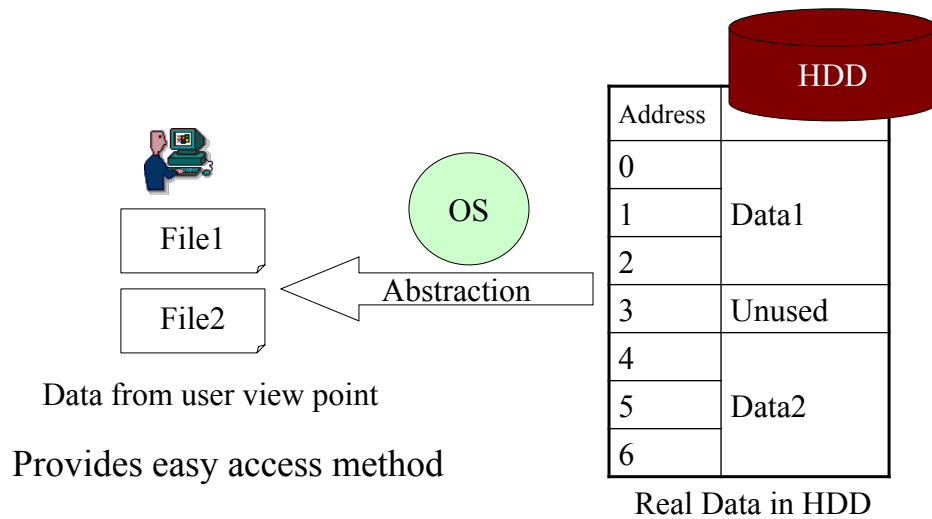 HDD
Address
0
1
Data1
2
3
Unused
4
5
Data2
6
Real Data in HDD
OS
Abstraction
File1
File2
Data from user view point
Provides easy access method